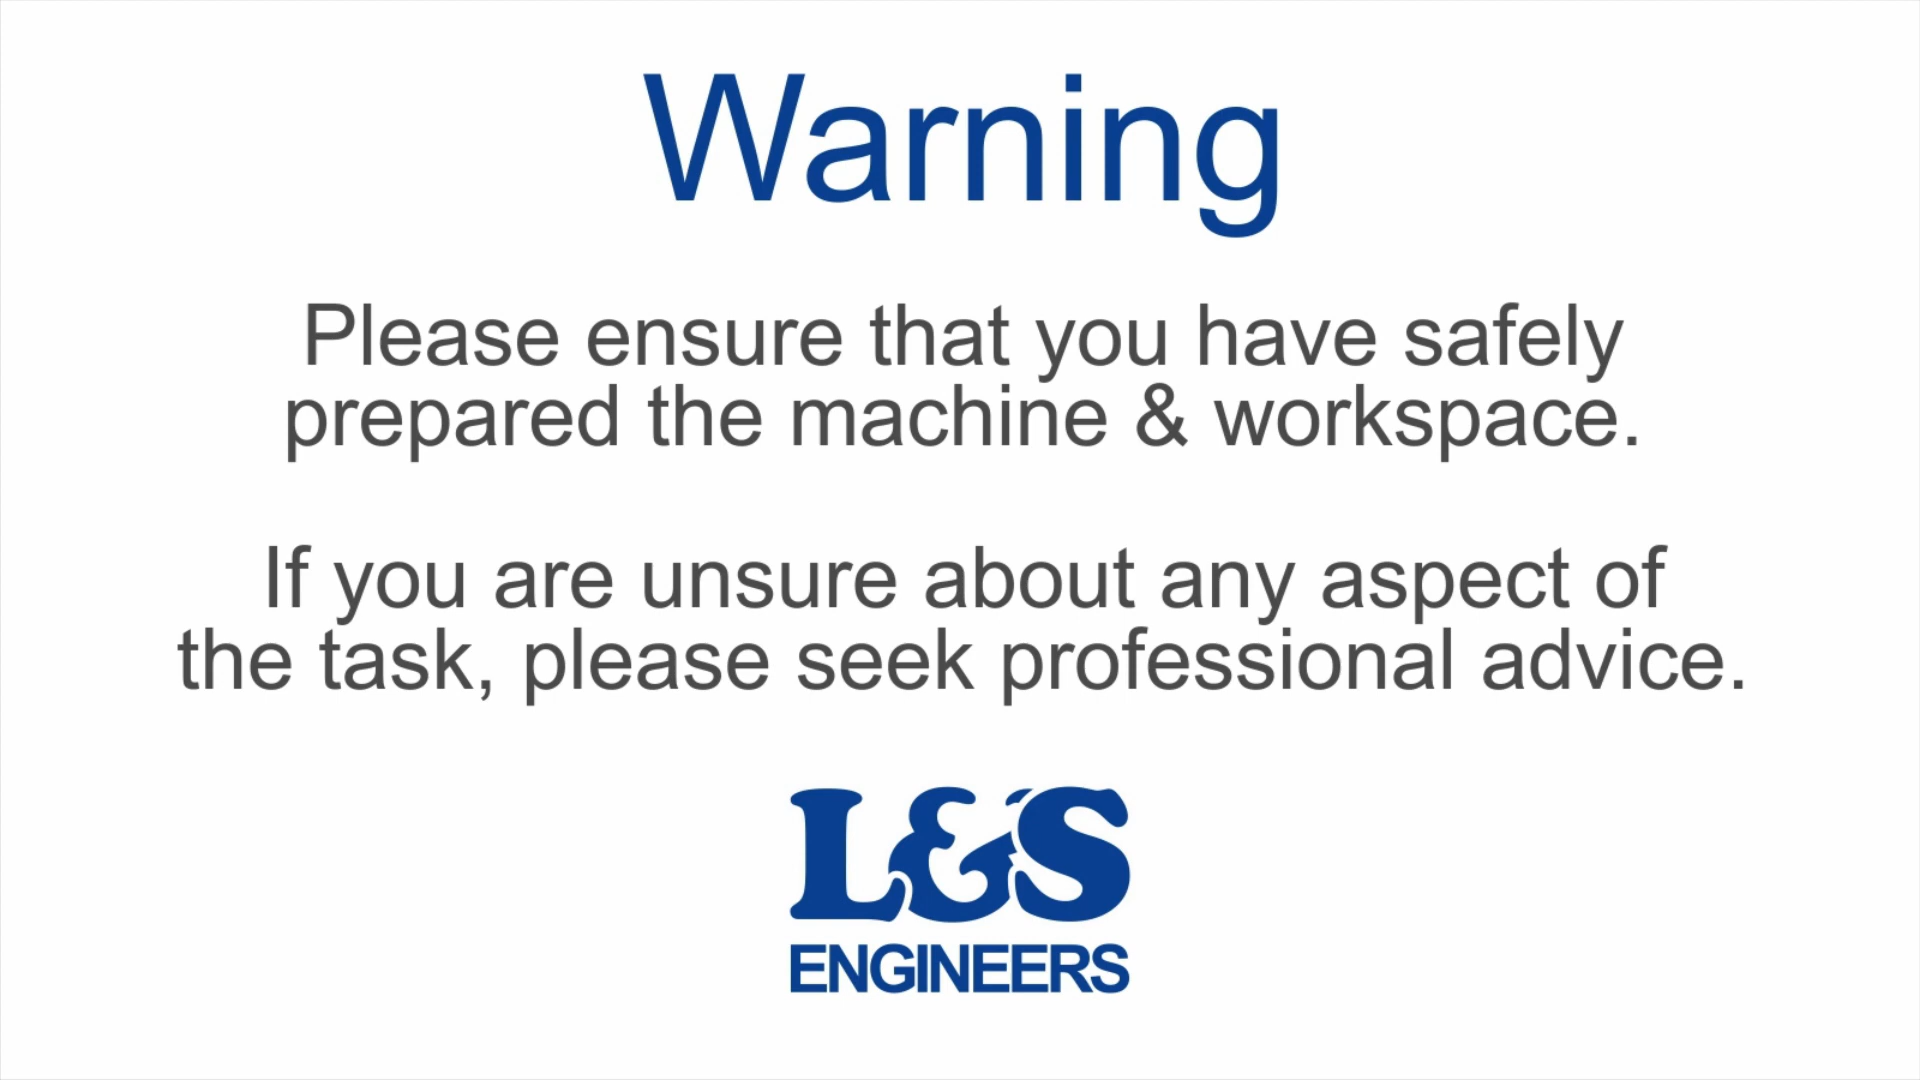 Warning
Please ensure that you have safely
prepared the machine & workspace.
If you are unsure about any aspect of
the task, please seek professional advice.
L&S
ENGINEERS